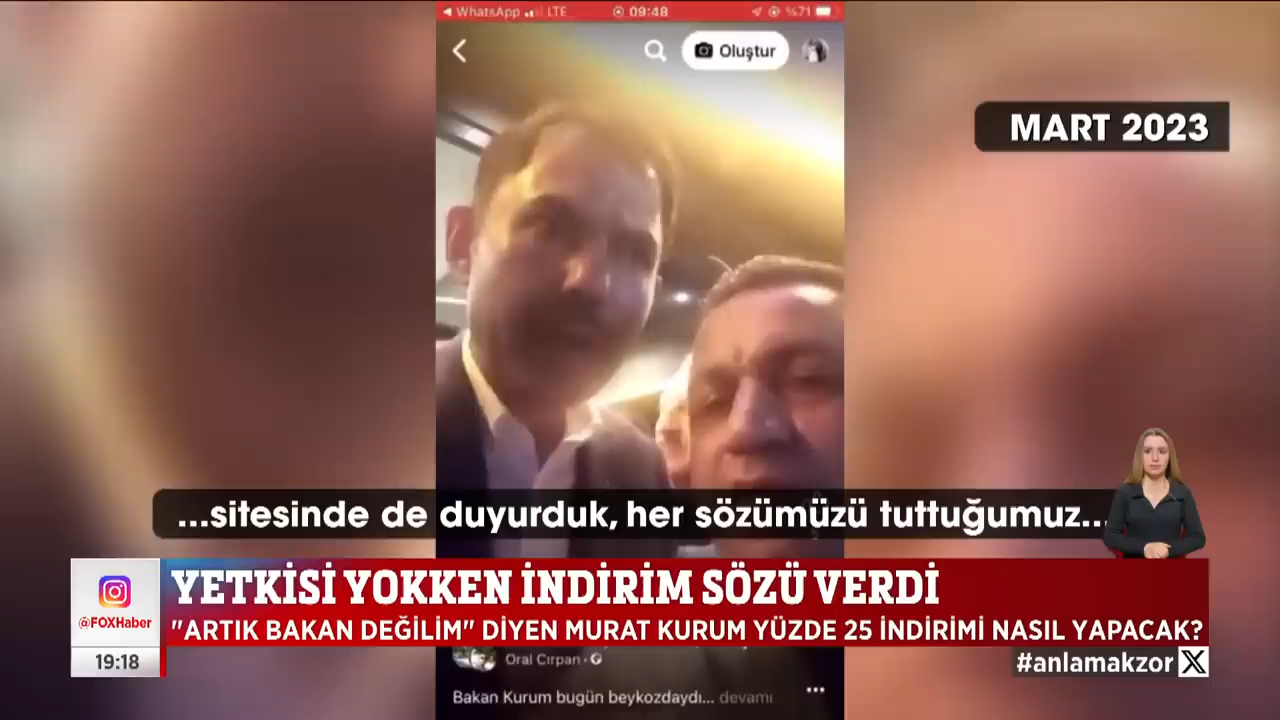 WhatsApp LTE 09:48 %71
Oluştur
MART 2023
...sitesinde de duyurduk, her sözümüzü tuttuğumuz...
YETKİSİ YOKKEN İNDİRİM SÖZÜ VERDİ
"ARTIK BAKAN DEĞİLİM" DİYEN MURAT KURUM YÜZDE 25 İNDİRİMİ NASIL YAPACAK?
@FOXHaber
19:18
#anlamakzor X
Oral Cırpan ·
Bakan Kurum bugün beykozdaydı... devamı